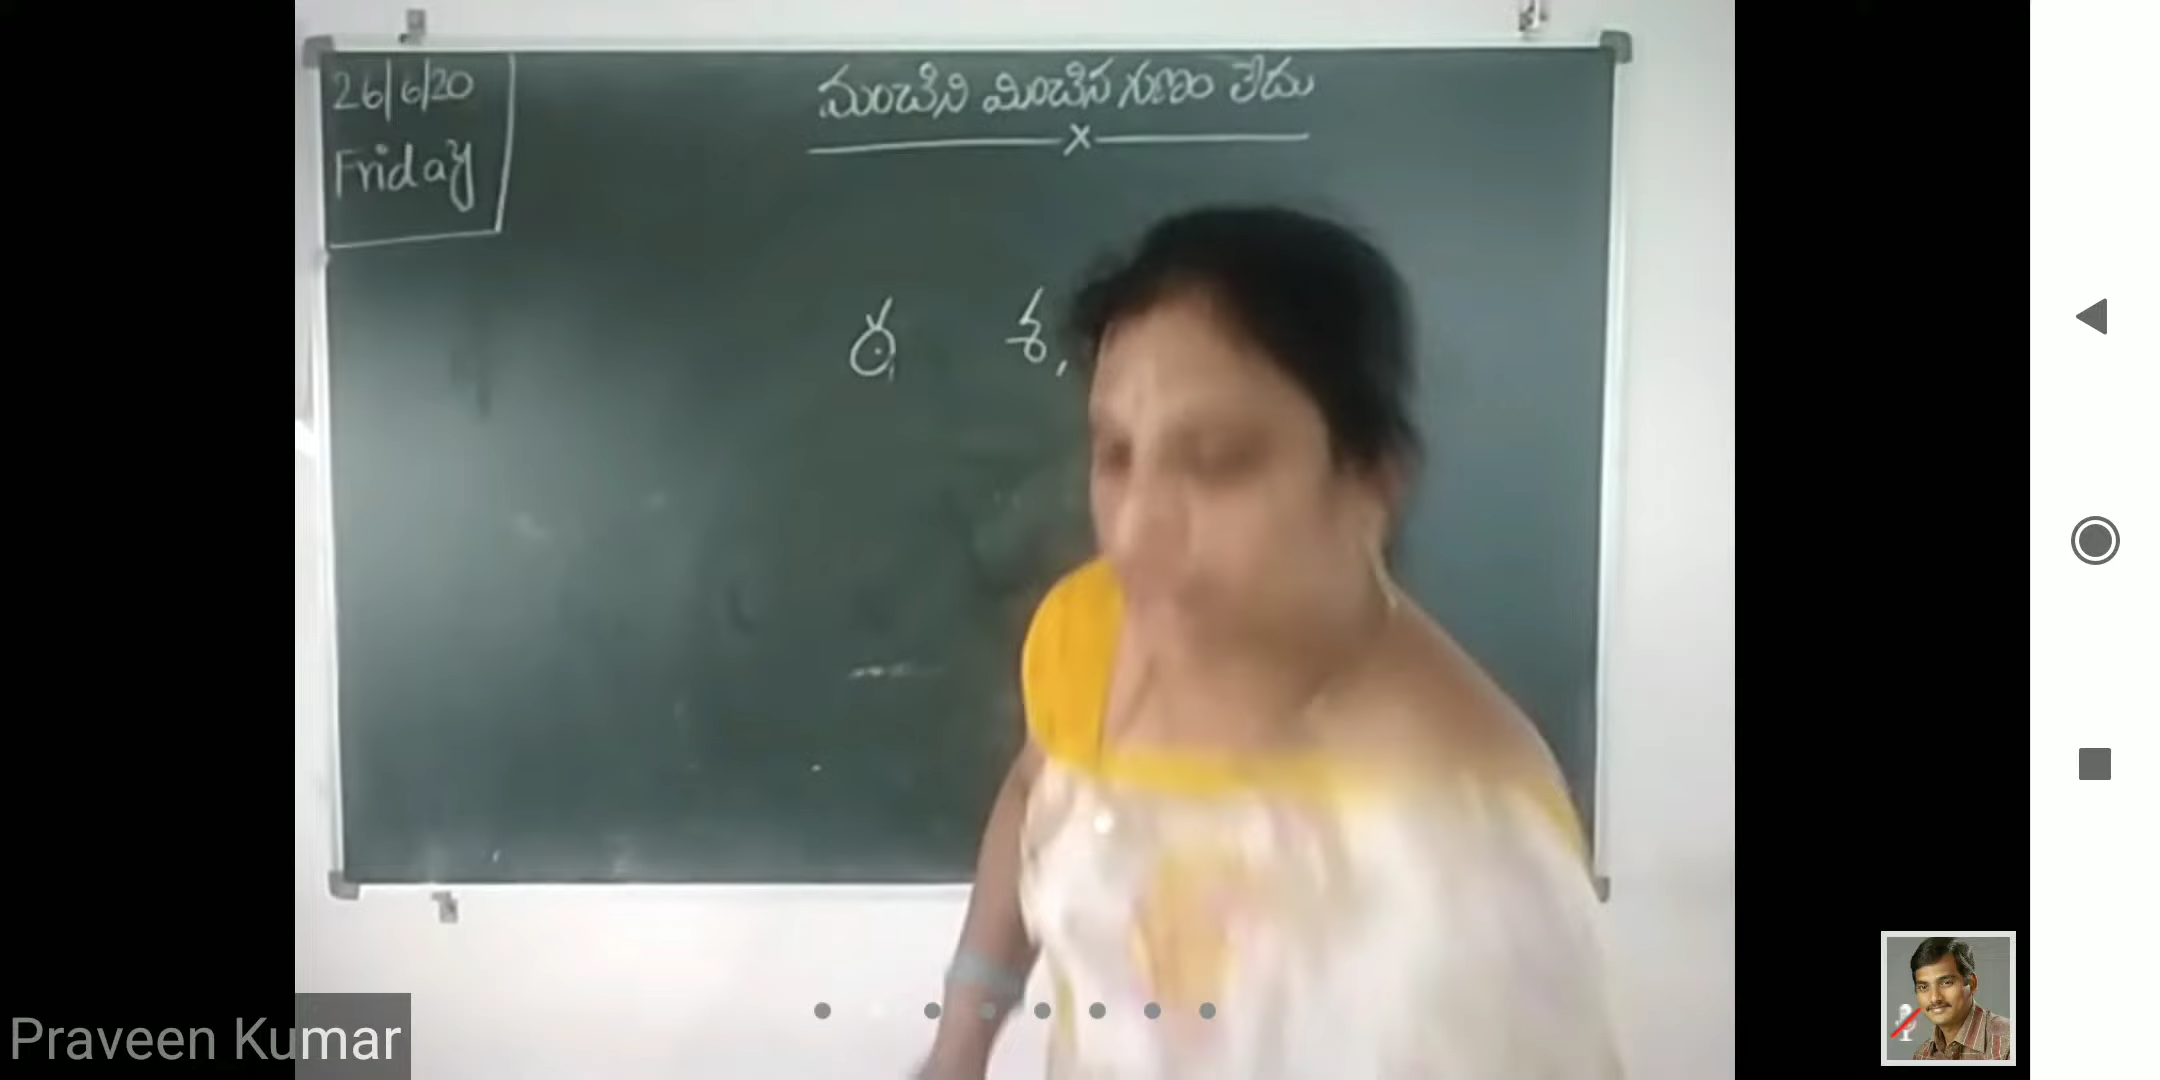 26/6/20
Friday
మంచిని మించిన గుణం లేదు
x
ఠ, శ,
Praveen Kumar